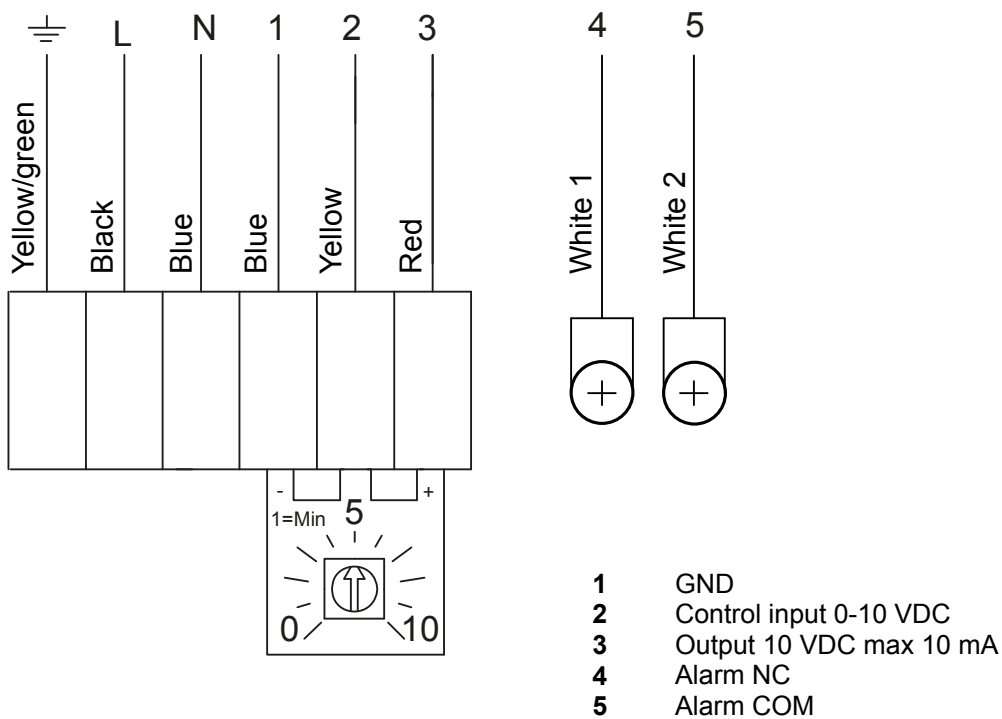 L N 1 2 3 4 5
Yellow/green
Black
Blue
Blue
Yellow
Red
White 1
White 2
- +
1=Min 5
0 10
1 GND
2 Control input 0-10 VDC
3 Output 10 VDC max 10 mA
4 Alarm NC
5 Alarm COM